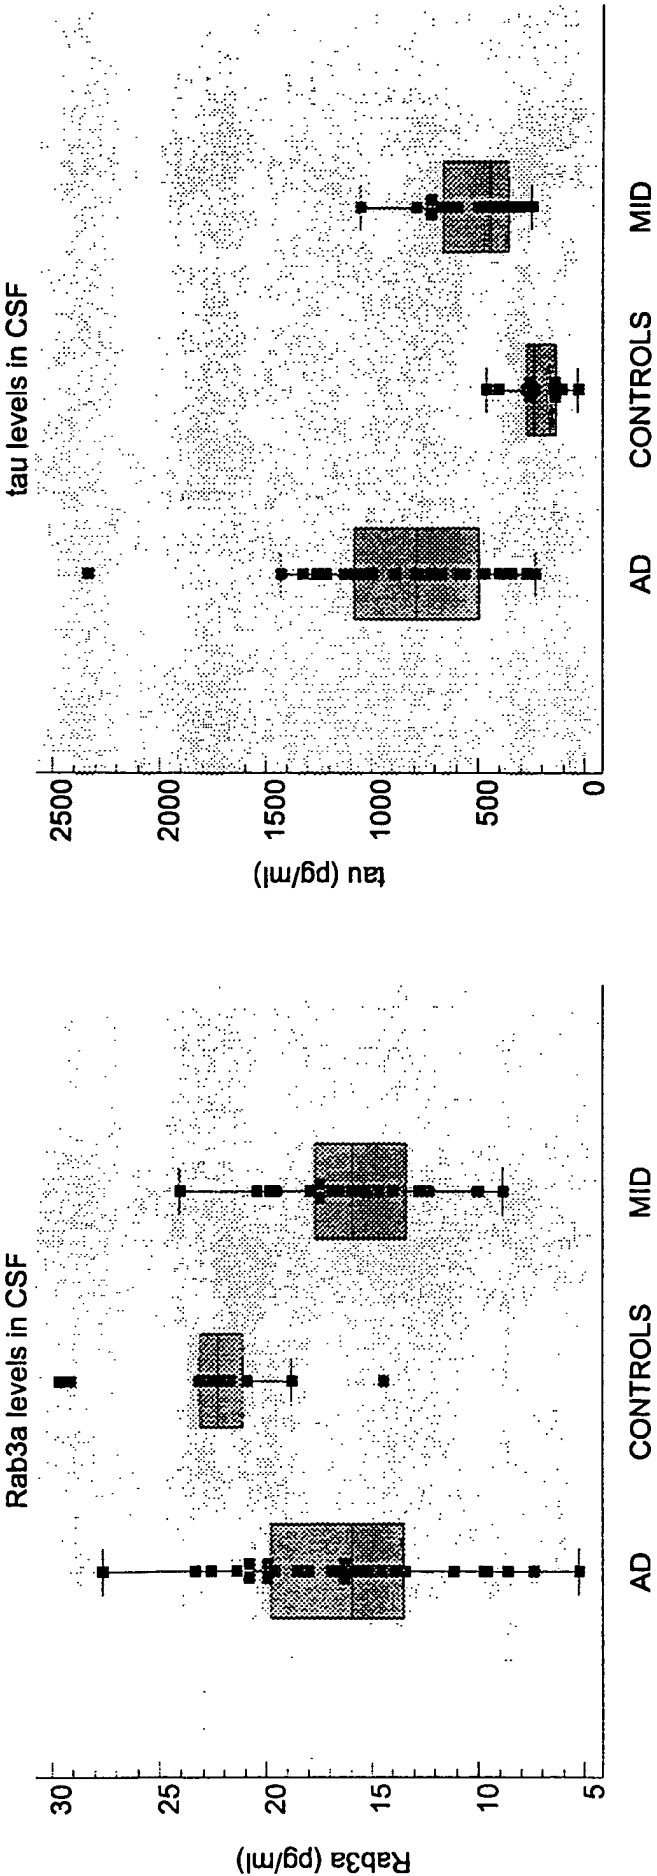 Rab3a levels in CSF
Rab3a (pg/ml)
30
25
20
15
10
5
AD
CONTROLS
MID
tau levels in CSF
tau (pg/ml)
2500
2000
1500
1000
500
0
AD
CONTROLS
MID